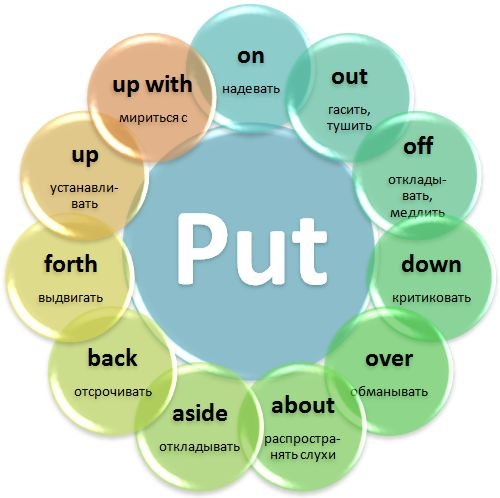 on
надевать
out
гасить,
тушить
off
отклады-
вать,
медлить
down
критиковать
over
обманывать
about
распростра-
нять слухи
aside
откладывать
back
отсрочивать
forth
выдвигать
up
устанавли-
вать
up with
мириться с
Put